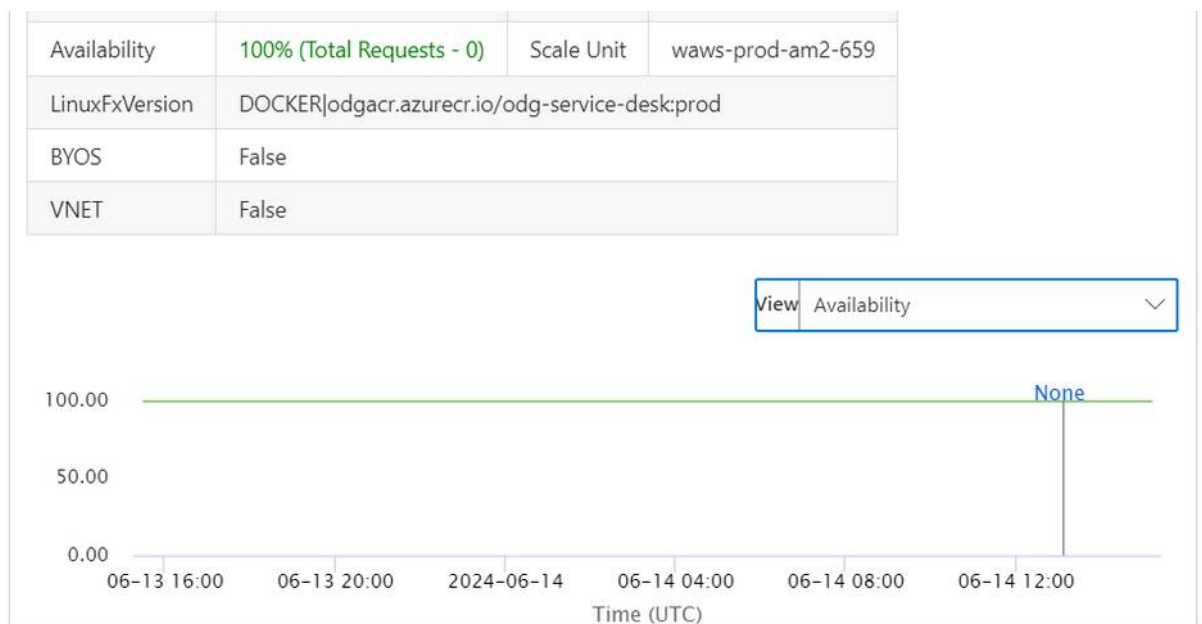 Availability 100% (Total Requests - 0) Scale Unit waws-prod-am2-659
LinuxFxVersion DOCKER|odgacr.azurecr.io/odg-service-desk:prod
BYOS False
VNET False
View Availability
None
100.00
50.00
0.00
06-13 16:00 06-13 20:00 2024-06-14 06-14 04:00 06-14 08:00 06-14 12:00
Time (UTC)